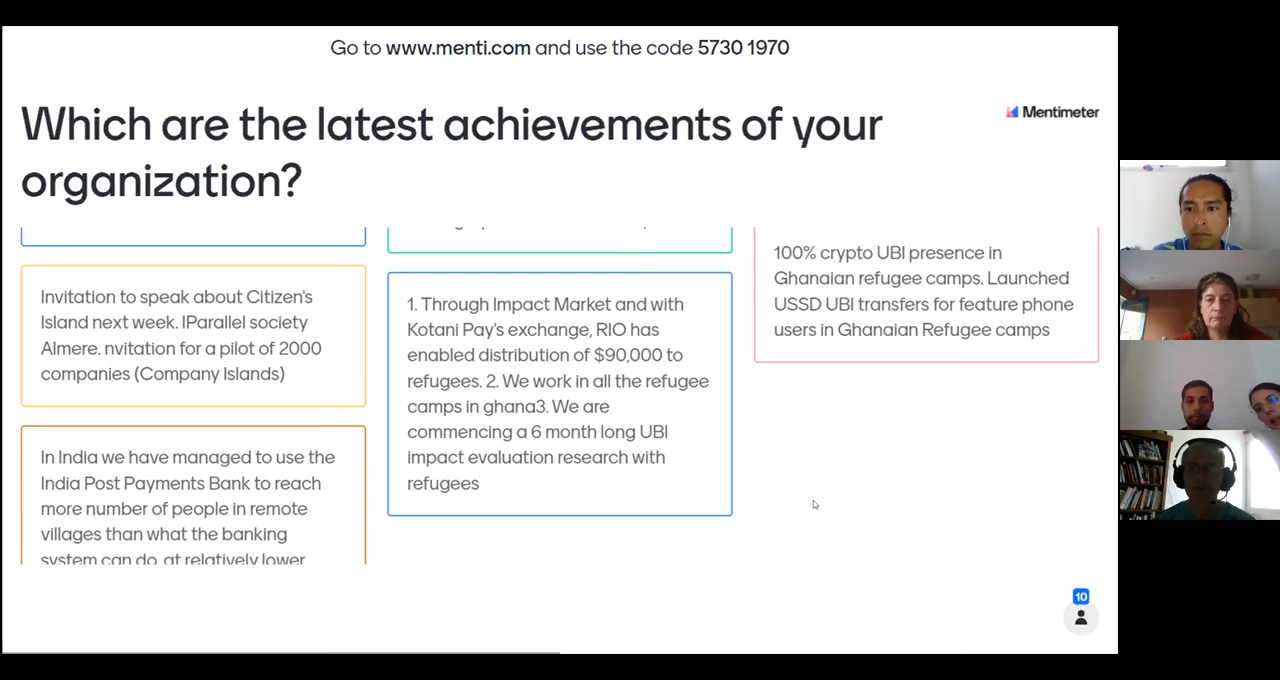 Go to www.menti.com and use the code 5730 1970
Which are the latest achievements of your
organization?
Mentimeter
Invitation to speak about Citizen's
Island next week. IParallel society
Almere. nvitation for a pilot of 2000
companies (Company Islands)
In India we have managed to use the
India Post Payments Bank to reach
more number of people in remote
villages than what the banking
system can do, at relatively lower
1. Through Impact Market and with
Kotani Pay's exchange, RIO has
enabled distribution of $90,000 to
refugees. 2. We work in all the refugee
camps in ghana3. We are
commencing a 6 month long UBI
impact evaluation research with
refugees
100% crypto UBI presence in
Ghanaian refugee camps. Launched
USSD UBI transfers for feature phone
users in Ghanaian Refugee camps
10